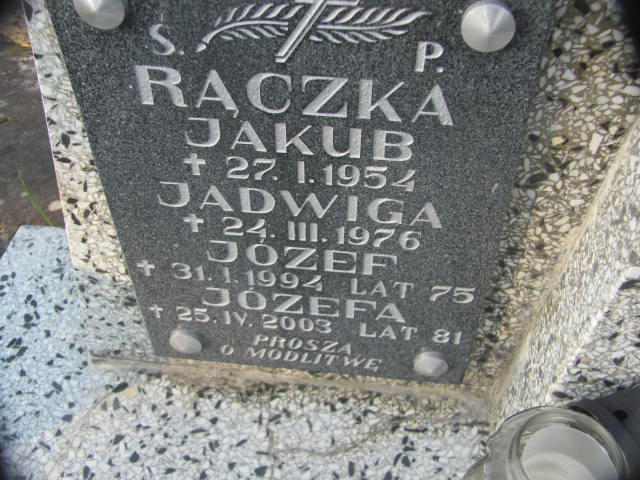 S. P.
RĄCZKA
JAKUB
✝ 27. I. 1954
JADWIGA
✝ 24. III. 1976
JÓZEF
✝ 31. I. 1994 LAT 75
JÓZEFA
✝ 25. IV. 2003 LAT 81
PROSZĄ
O MODLITWĘ